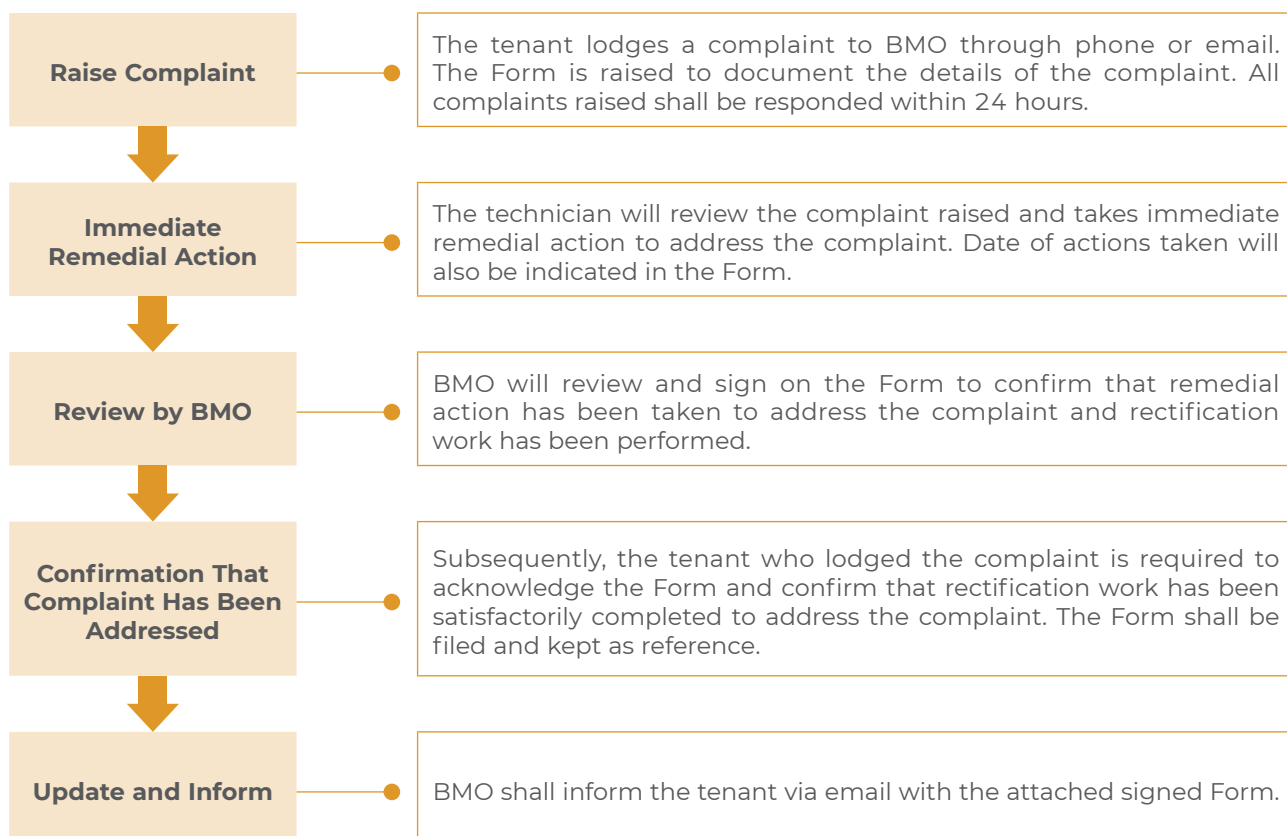 Raise Complaint
The tenant lodges a complaint to BMO through phone or email.
The Form is raised to document the details of the complaint. All
complaints raised shall be responded within 24 hours.
Immediate
Remedial Action
The technician will review the complaint raised and takes immediate
remedial action to address the complaint. Date of actions taken will
also be indicated in the Form.
Review by BMO
BMO will review and sign on the Form to confirm that remedial
action has been taken to address the complaint and rectification
work has been performed.
Confirmation That
Complaint Has Been
Addressed
Subsequently, the tenant who lodged the complaint is required to
acknowledge the Form and confirm that rectification work has been
satisfactorily completed to address the complaint. The Form shall be
filed and kept as reference.
Update and Inform
BMO shall inform the tenant via email with the attached signed Form.